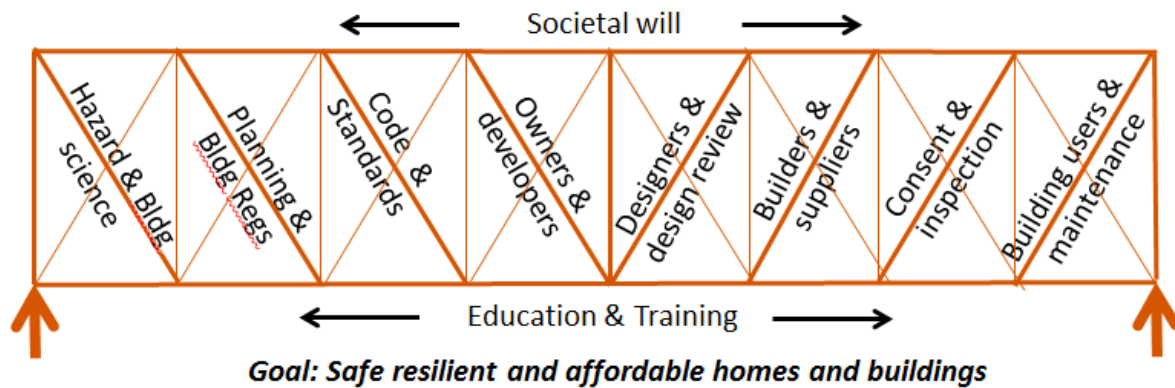 Societal will
Hazard & Bldg
science
Planning &
Bldg Regs
Code &
Standards
Owners &
developers
Designers &
design review
Builders &
suppliers
Consent &
inspection
Building users &
maintenance
Education & Training
Goal: Safe resilient and affordable homes and buildings